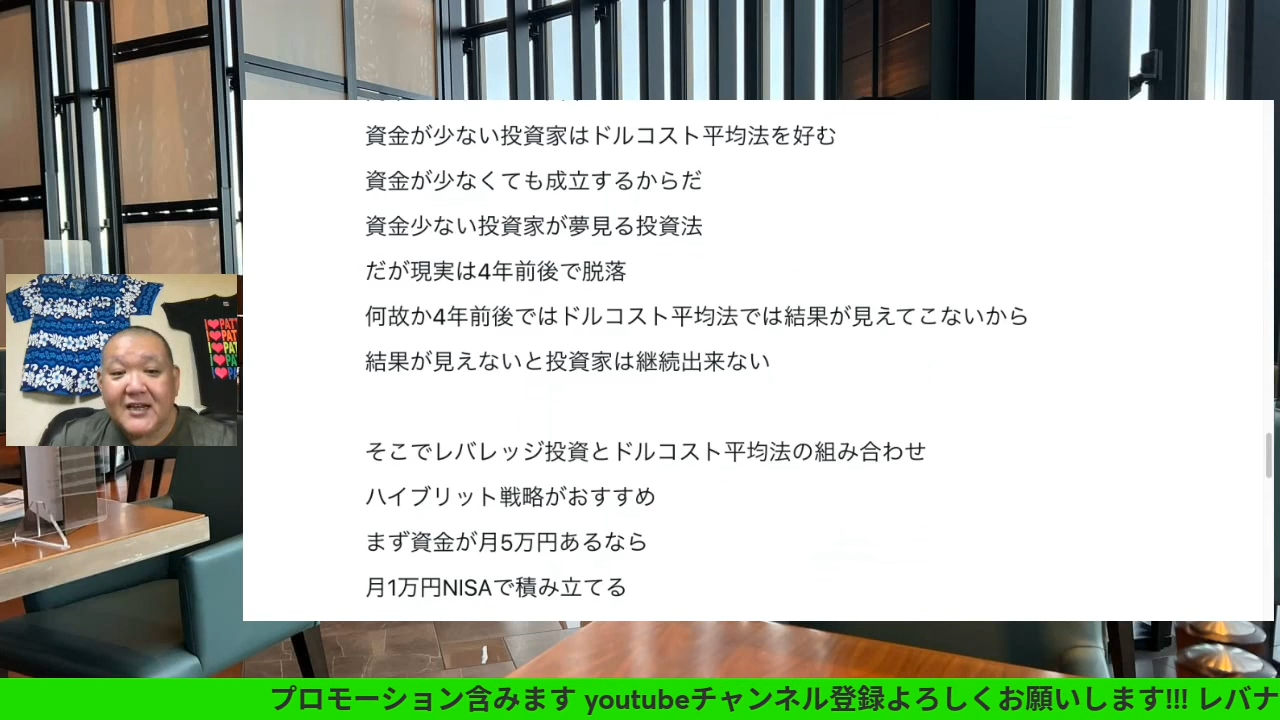 資金が少ない投資家はドルコスト平均法を好む
資金が少なくても成立するからだ
資金少ない投資家が夢見る投資法
だが現実は4年前後で脱落
何故か4年前後ではドルコスト平均法では結果が見えてこないから
結果が見えないと投資家は継続出来ない
そこでレバレッジ投資とドルコスト平均法の組み合わせ
ハイブリット戦略がおすすめ
まず資金が月5万円あるなら
月1万円NISAで積み立てる
プロモーション含みます youtubeチャンネル登録よろしくお願いします!!! レバナ